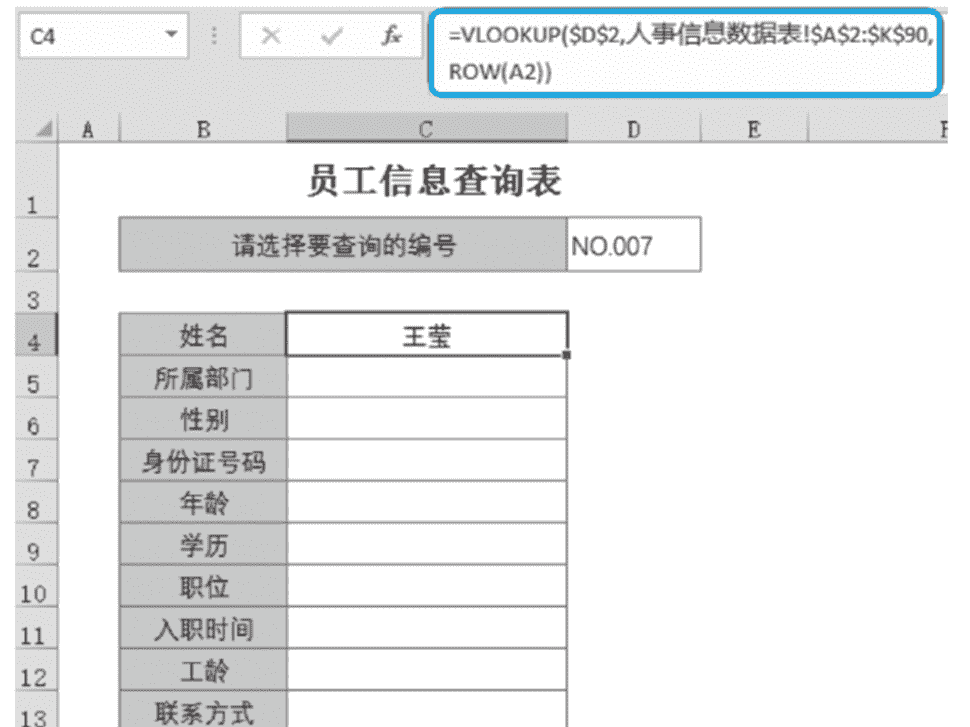 C4
fx
=VLOOKUP($D$2,人事信息数据表!$A$2:$K$90,
ROW(A2))
A B C D E
1 员工信息查询表
2 请选择要查询的编号 NO.007
3
4 姓名 王莹
5 所属部门
6 性别
7 身份证号码
8 年龄
9 学历
10 职位
11 入职时间
12 工龄
13 联系方式